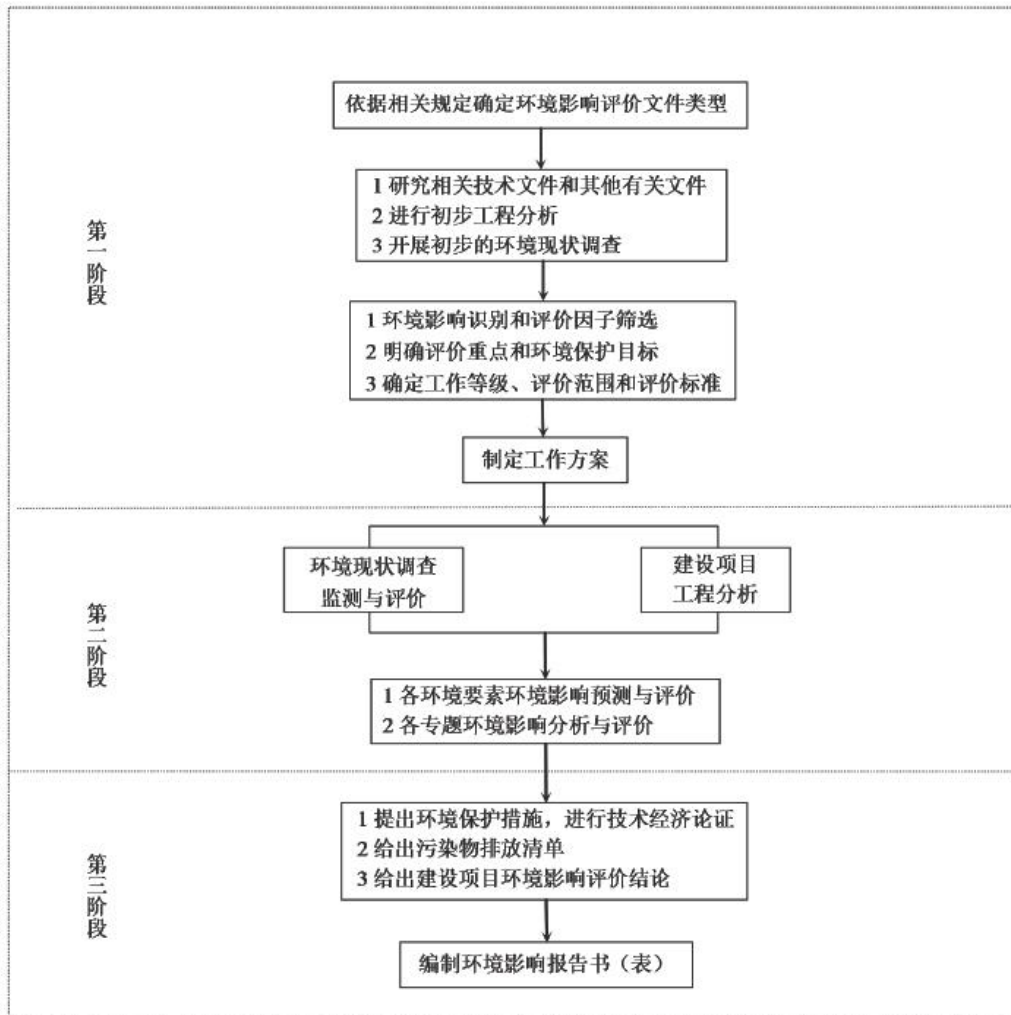 依据相关规定确定环境影响评价文件类型
1 研究相关技术文件和其他有关文件
2 进行初步工程分析
3 开展初步的环境现状调查
第一阶段
1 环境影响识别和评价因子筛选
2 明确评价重点和环境保护目标
3 确定工作等级、评价范围和评价标准
制定工作方案
环境现状调查
监测与评价
建设项目
工程分析
第二阶段
1 各环境要素环境影响预测与评价
2 各专题环境影响分析与评价
1 提出环境保护措施，进行技术经济论证
2 给出污染物排放清单
3 给出建设项目环境影响评价结论
第三阶段
编制环境影响报告书（表）